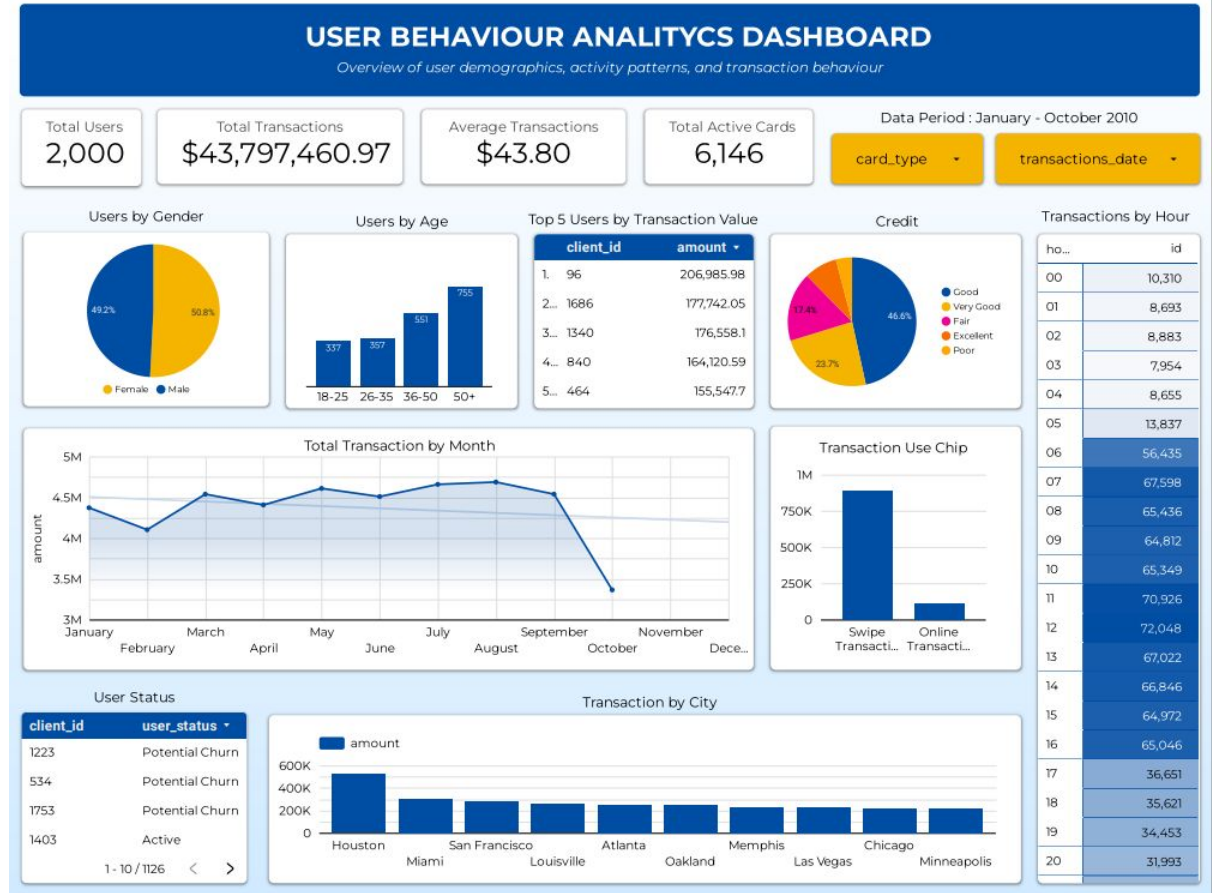 USER BEHAVIOUR ANALITYCS DASHBOARD
Overview of user demographics, activity patterns, and transaction behaviour
Total Users
2,000
Total Transactions
$43,797,460.97
Average Transactions
$43.80
Total Active Cards
6,146
Data Period : January - October 2010
card_type
transactions_date
Users by Gender
49.2%
50.8%
Female
Male
Users by Age
337
357
551
755
18-25 26-35 36-50 50+
Top 5 Users by Transaction Value
client_id amount
1. 96 206,985.98
2... 1686 177,742.05
3... 1340 176,558.1
4... 840 164,120.59
5... 464 155,547.7
Credit
46.6%
23.7%
17.4%
Good
Very Good
Fair
Excellent
Poor
Transactions by Hour
ho... id
00 10,310
01 8,693
02 8,883
03 7,954
04 8,655
05 13,837
06 56,435
07 67,598
08 65,436
09 64,812
10 65,349
11 70,926
12 72,048
13 67,022
14 66,846
15 64,972
16 65,046
17 36,651
18 35,621
19 34,453
20 31,993
Total Transaction by Month
amount
5M
4.5M
4M
3.5M
3M
January March May July September November
February April June August October Dece...
Transaction Use Chip
1M
750K
500K
250K
0
Swipe Online
Transacti... Transacti...
User Status
client_id user_status
1223 Potential Churn
534 Potential Churn
1753 Potential Churn
1403 Active
1 - 10 / 1126 < >
Transaction by City
amount
600K
400K
200K
0
Houston San Francisco Atlanta Memphis Chicago
Miami Louisville Oakland Las Vegas Minneapolis